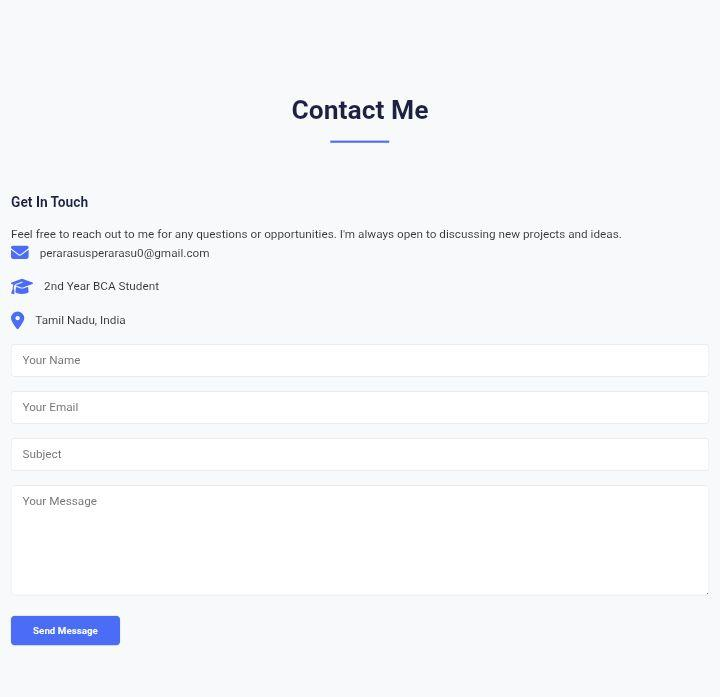 Contact Me
Get In Touch
Feel free to reach out to me for any questions or opportunities. I'm always open to discussing new projects and ideas.
perarasusperarasu0@gmail.com
2nd Year BCA Student
Tamil Nadu, India
Your Name
Your Email
Subject
Your Message
Send Message